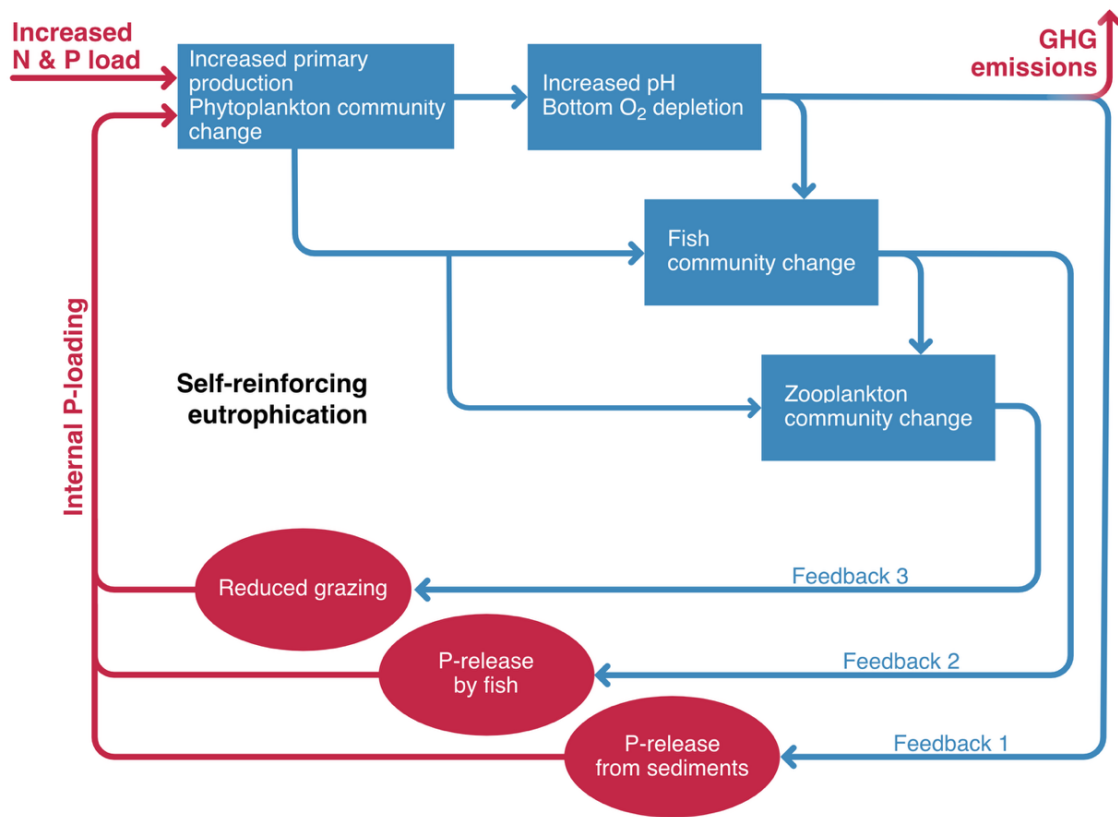 Increased
N & P load
Increased primary
production
Phytoplankton community
change
Increased pH
Bottom O₂ depletion
GHG
emissions
Fish
community change
Zooplankton
community change
Self-reinforcing
eutrophication
Internal P-loading
Reduced grazing
Feedback 3
P-release
by fish
Feedback 2
P-release
from sediments
Feedback 1